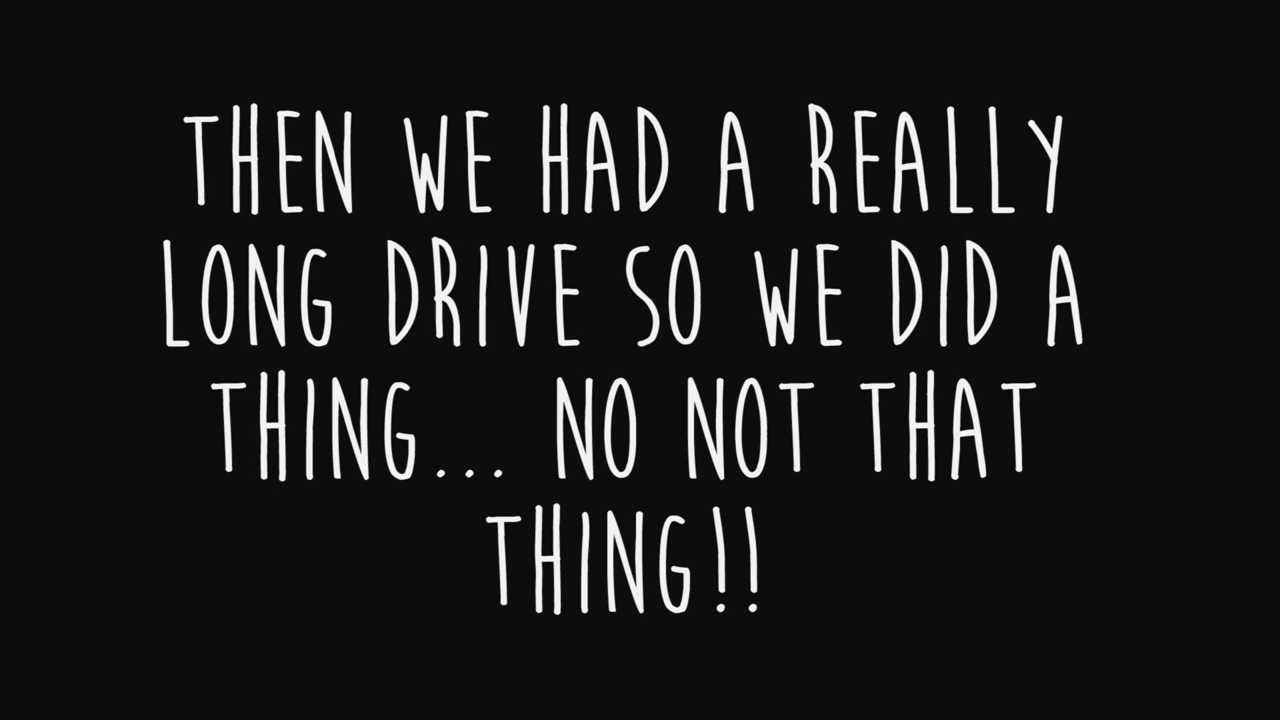 THEN WE HAD A REALLY
LONG DRIVE SO WE DID A
THING... NO NOT THAT
THING!!